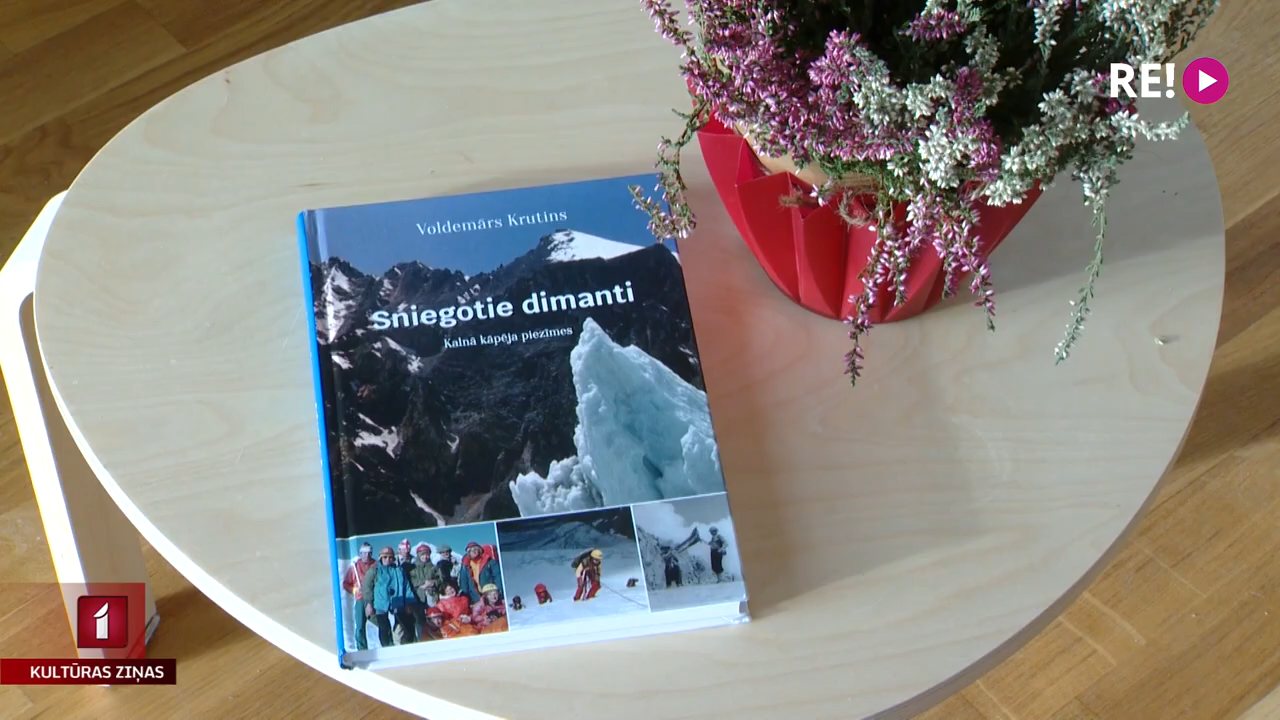 RE!
Voldemārs Krutins
Sniegotie dimanti
Kalnā kāpēja piezīmes
1
KULTŪRAS ZIŅAS